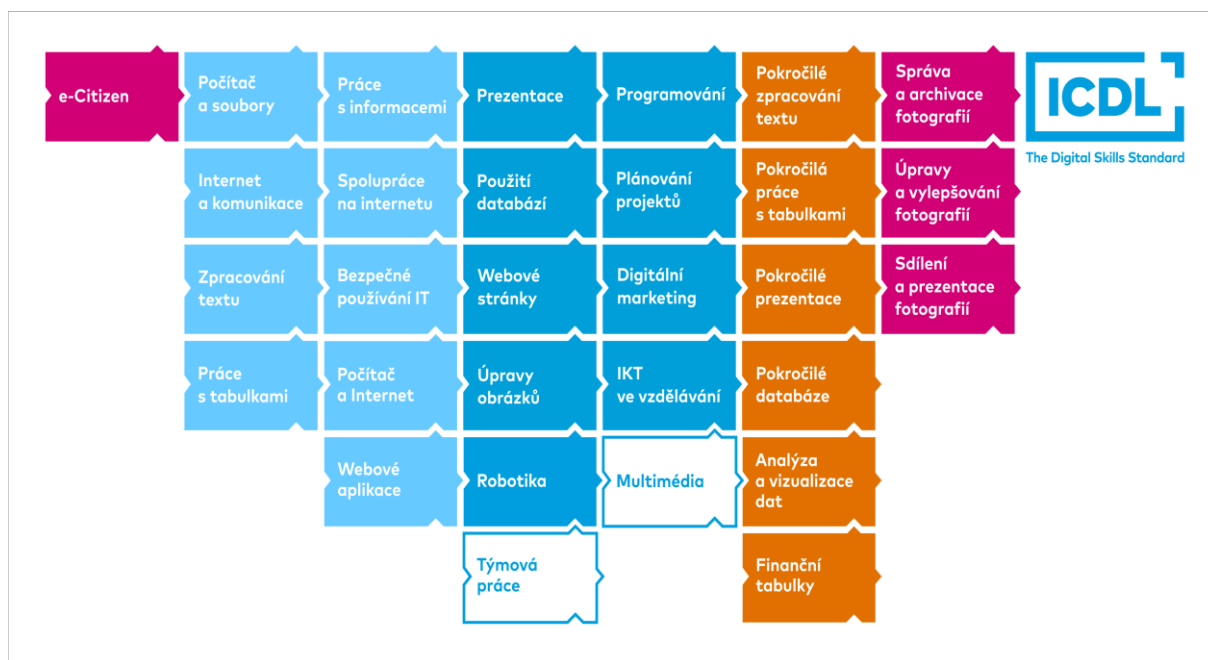 e-Citizen
Počítač
a soubory
Práce
s informacemi
Prezentace
Programování
Pokročilé
zpracování
textu
Správa
a archivace
fotografií
ICDL
The Digital Skills Standard
Internet
a komunikace
Spolupráce
na internetu
Použití
databází
Plánování
projektů
Pokročilá
práce
s tabulkami
Úpravy
a vylepšování
fotografií
Zpracování
textu
Bezpečné
používání IT
Webové
stránky
Digitální
marketing
Pokročilé
prezentace
Sdílení
a prezentace
fotografií
Práce
s tabulkami
Počítač
a Internet
Úpravy
obrázků
IKT
ve vzdělávání
Pokročilé
databáze
Webové
aplikace
Robotika
Multimédia
Analýza
a vizualizace
dat
Týmová
práce
Finanční
tabulky